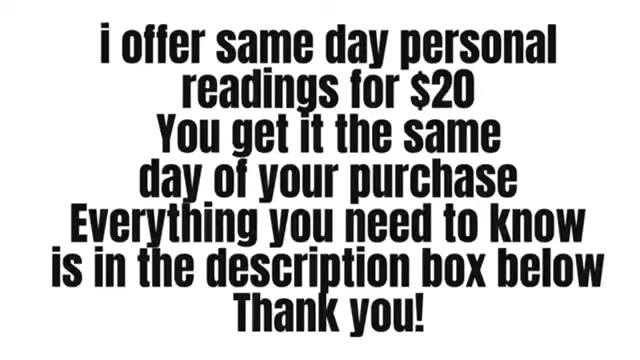 i offer same day personal
readings for $20
You get it the same
day of your purchase
Everything you need to know
is in the description box below
Thank you!